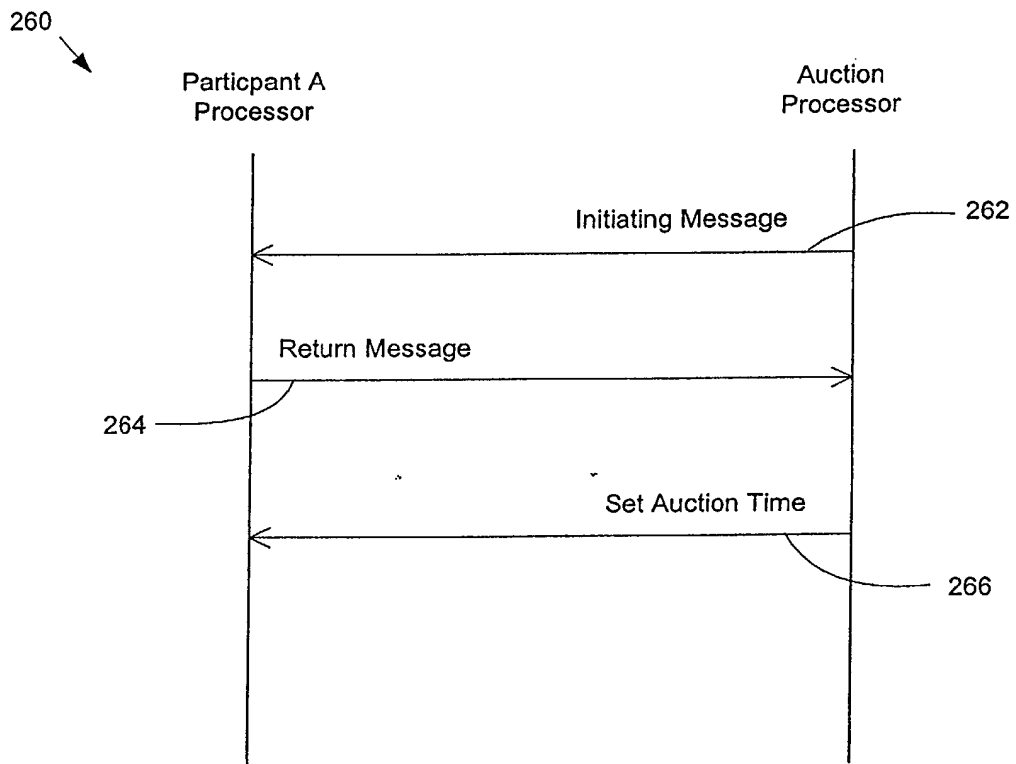 260
Particpant A
Processor
Auction
Processor
Initiating Message
262
Return Message
264
Set Auction Time
266